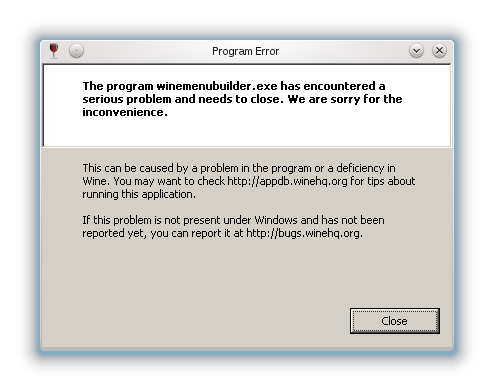 Program Error
The program winemenubuilder.exe has encountered a
serious problem and needs to close. We are sorry for the
inconvenience.
This can be caused by a problem in the program or a deficiency in
Wine. You may want to check http://appdb.winehq.org for tips about
running this application.
If this problem is not present under Windows and has not been
reported yet, you can report it at http://bugs.winehq.org.
Close